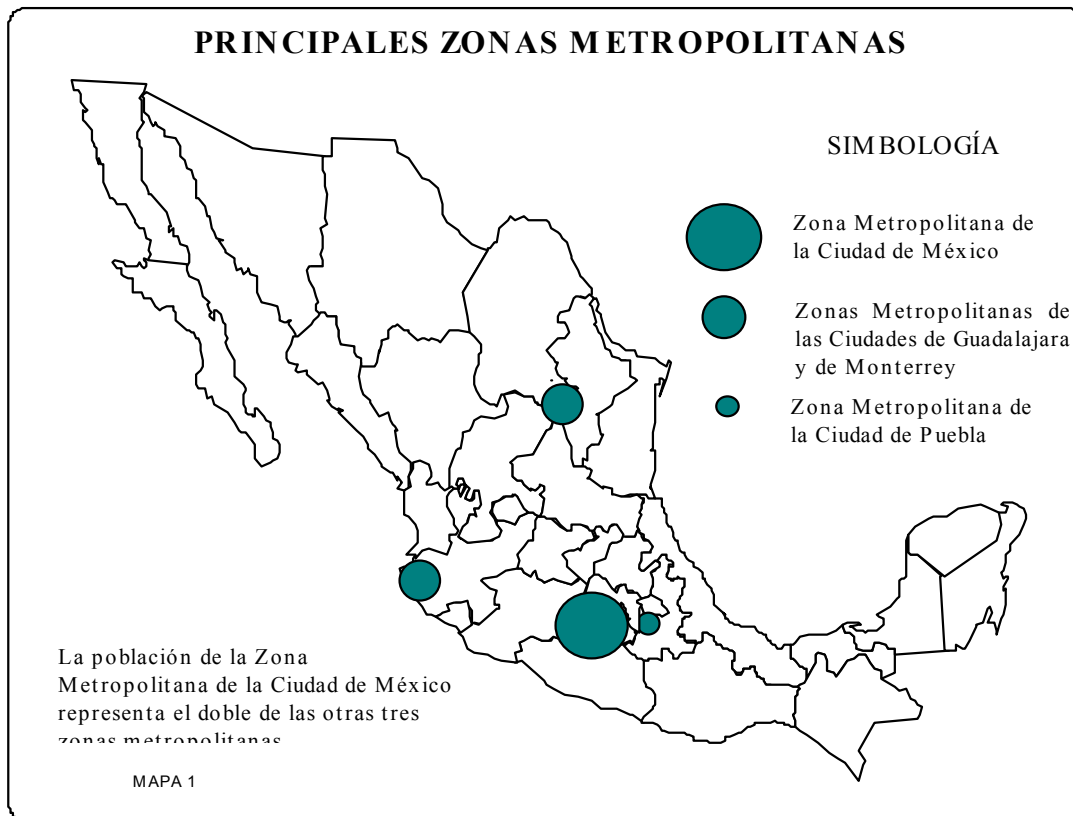 PRINCIPALES ZONAS METROPOLITANAS
SIMBOLOGÍA
Zona Metropolitana de
la Ciudad de México
Zonas Metropolitanas de
las Ciudades de Guadalajara
y de Monterrey
Zona Metropolitana de
la Ciudad de Puebla
La población de la Zona
Metropolitana de la Ciudad de México
representa el doble de las otras tres
zonas metropolitanas
MAPA 1